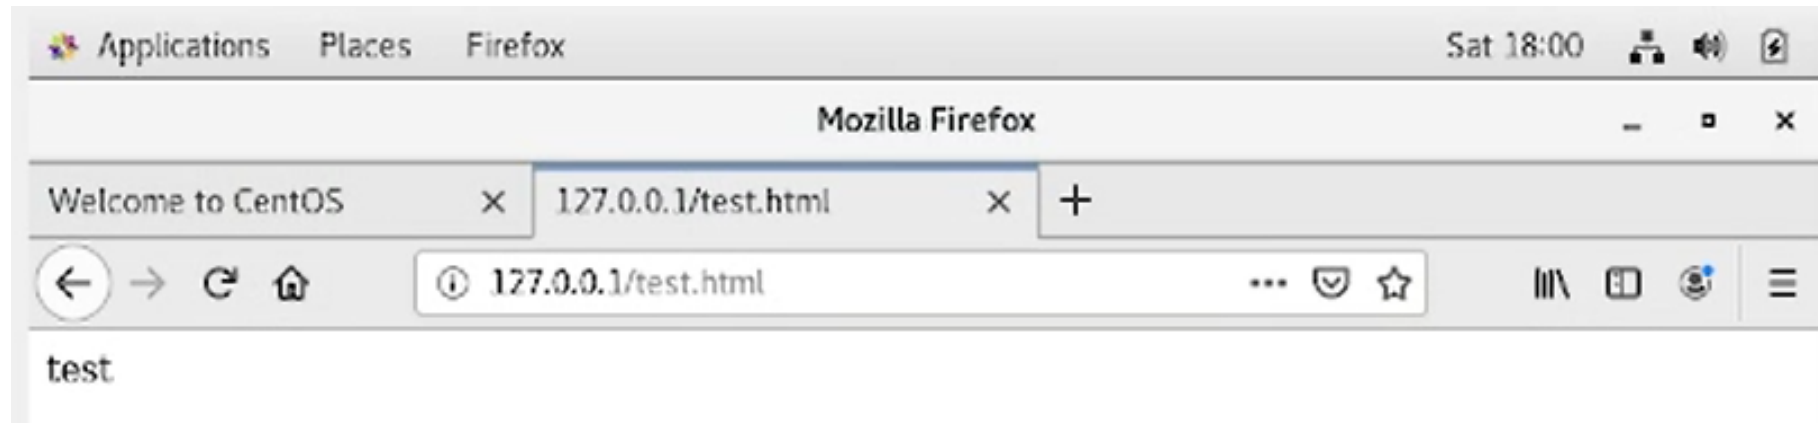 Applications Places Firefox Sat 18:00
Mozilla Firefox
Welcome to CentOS 127.0.0.1/test.html
127.0.0.1/test.html
test